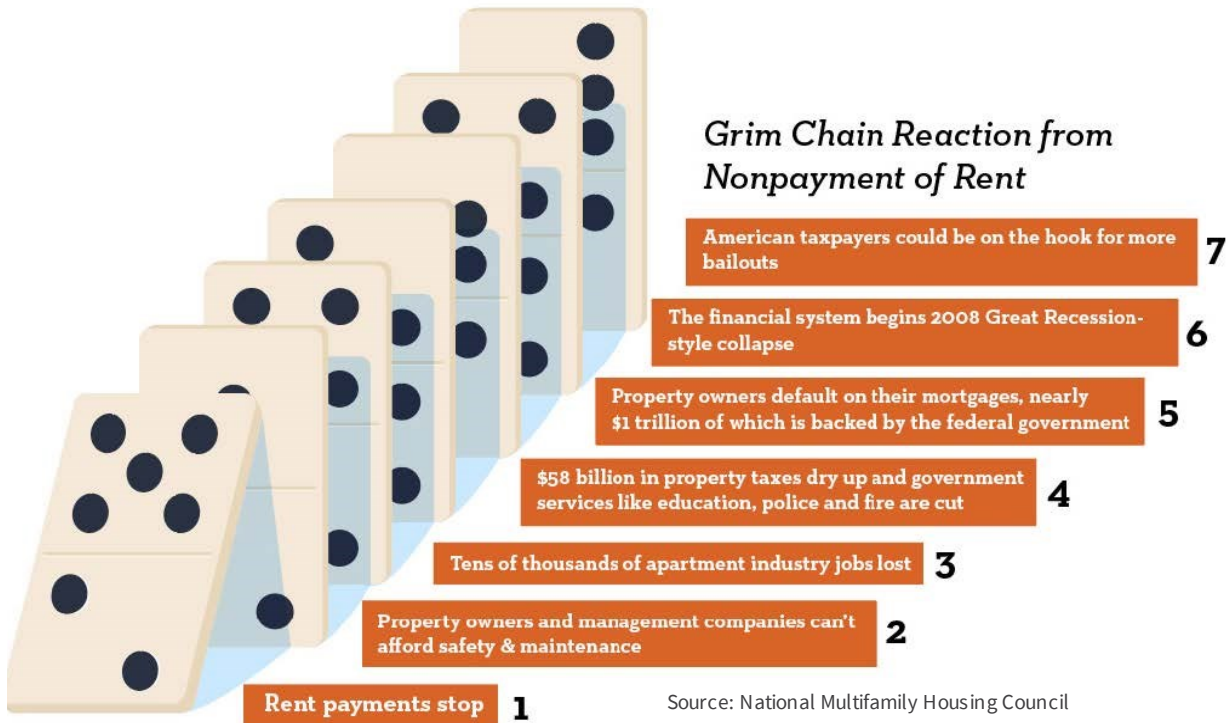 Grim Chain Reaction from
Nonpayment of Rent
American taxpayers could be on the hook for more
bailouts
7
The financial system begins 2008 Great Recession-
style collapse
6
Property owners default on their mortgages, nearly
$1 trillion of which is backed by the federal government
5
$58 billion in property taxes dry up and government
services like education, police and fire are cut
4
Tens of thousands of apartment industry jobs lost
3
Property owners and management companies can't
afford safety & maintenance
2
Rent payments stop
1
Source: National Multifamily Housing Council